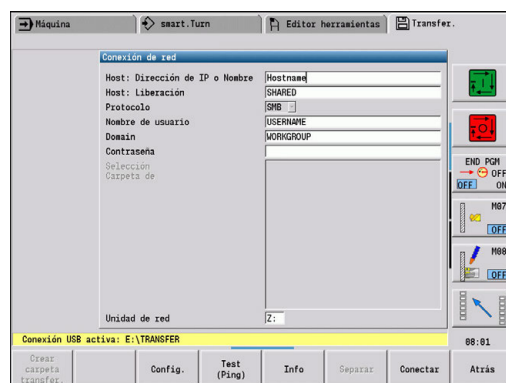 Máquina smart.Turn Editor herramientas Transfer.
Conexión de red
Host: Dirección de IP o Nombre Hostname
Host: Liberación SHARED
Protocolo SMB
Nombre de usuario USERNAME
Domain WORKGROUP
Contraseña
Selección
Carpeta de
Unidad de red Z:
END PGM
OFF
OFF ON
M07
OFF
M08
OFF
Conexión USB activa: E:\TRANSFER
08:01
Crear
carpeta
transfer.
Config.
Test
(Ping)
Info
Separar
Conectar
Atrás